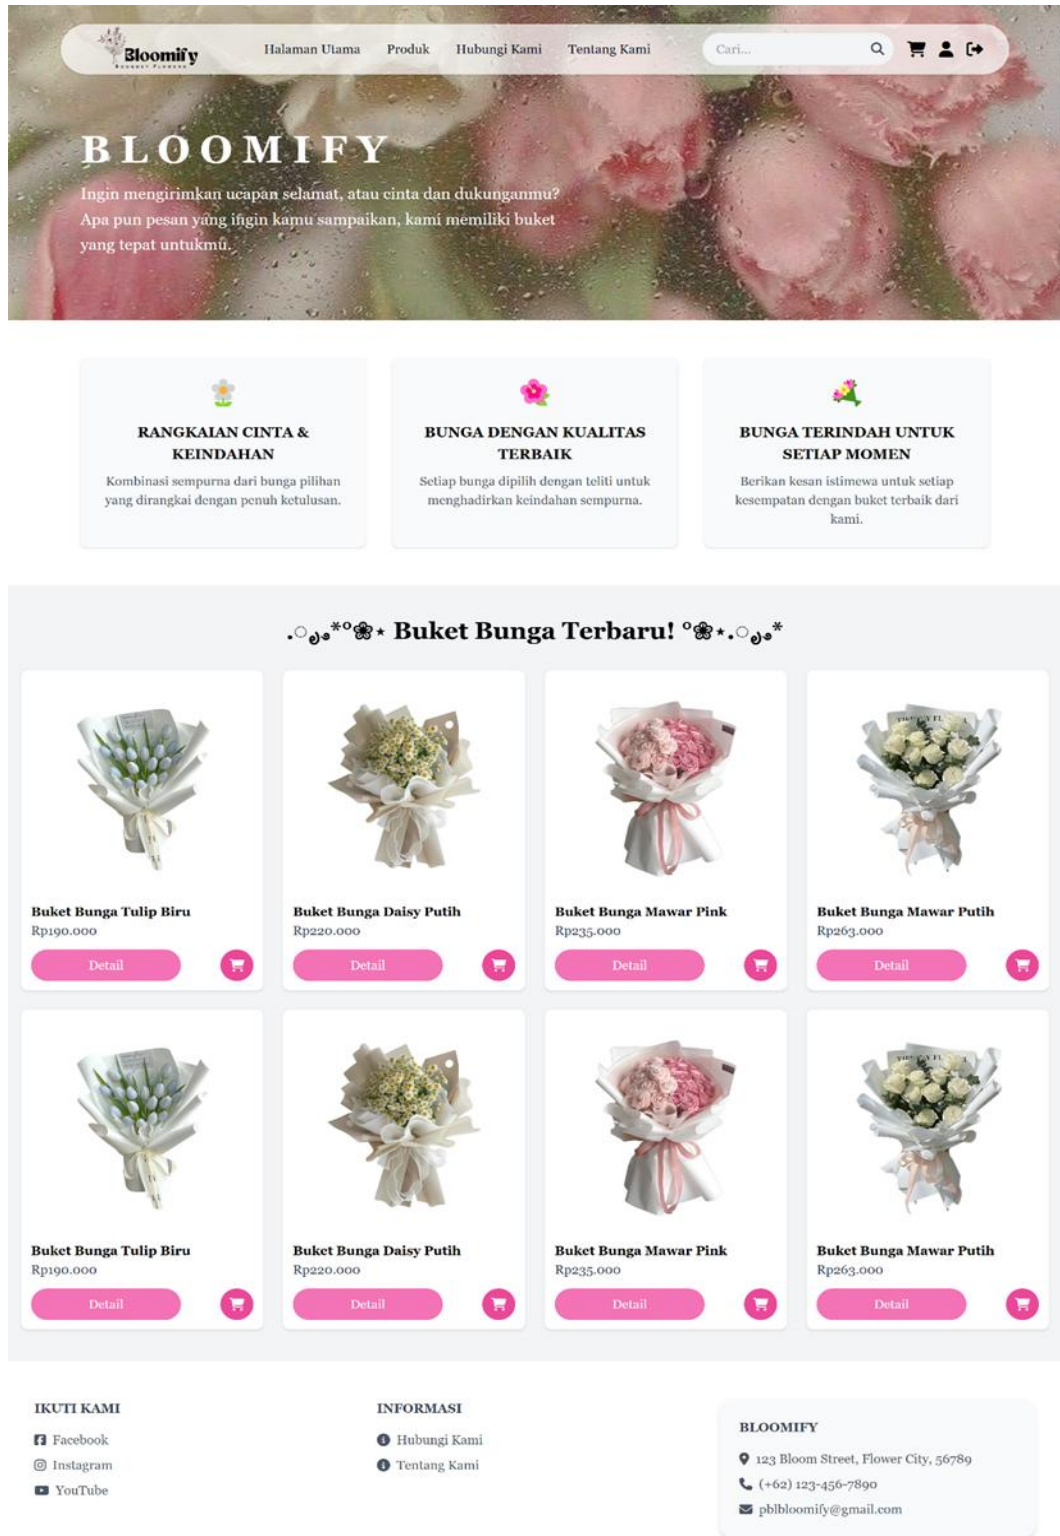 Bloomify
Halaman Utama
Produk
Hubungi Kami
Tentang Kami
Cari...
BLOOMIFY
Ingin mengirimkan ucapan selamat, atau cinta dan dukunganmu?
Apa pun pesan yang ingin kamu sampaikan, kami memiliki buket
yang tepat untukmu.
RANGKAIAN CINTA &
KEINDAHAN
Kombinasi sempurna dari bunga pilihan
yang dirangkai dengan penuh ketulusan.
BUNGA DENGAN KUALITAS
TERBAIK
Setiap bunga dipilih dengan teliti untuk
menghadirkan keindahan sempurna.
BUNGA TERINDAH UNTUK
SETIAP MOMEN
Berikan kesan istimewa untuk setiap
kesempatan dengan buket terbaik dari
kami.
Buket Bunga Terbaru!
Buket Bunga Tulip Biru
Rp190.000
Detail
Buket Bunga Daisy Putih
Rp220.000
Detail
Buket Bunga Mawar Pink
Rp235.000
Detail
Buket Bunga Mawar Putih
Rp263.000
Detail
Buket Bunga Tulip Biru
Rp190.000
Detail
Buket Bunga Daisy Putih
Rp220.000
Detail
Buket Bunga Mawar Pink
Rp235.000
Detail
Buket Bunga Mawar Putih
Rp263.000
Detail
IKUTI KAMI
Facebook
Instagram
YouTube
INFORMASI
Hubungi Kami
Tentang Kami
BLOOMIFY
123 Bloom Street, Flower City, 56789
(+62) 123-456-7890
pblbloomify@gmail.com